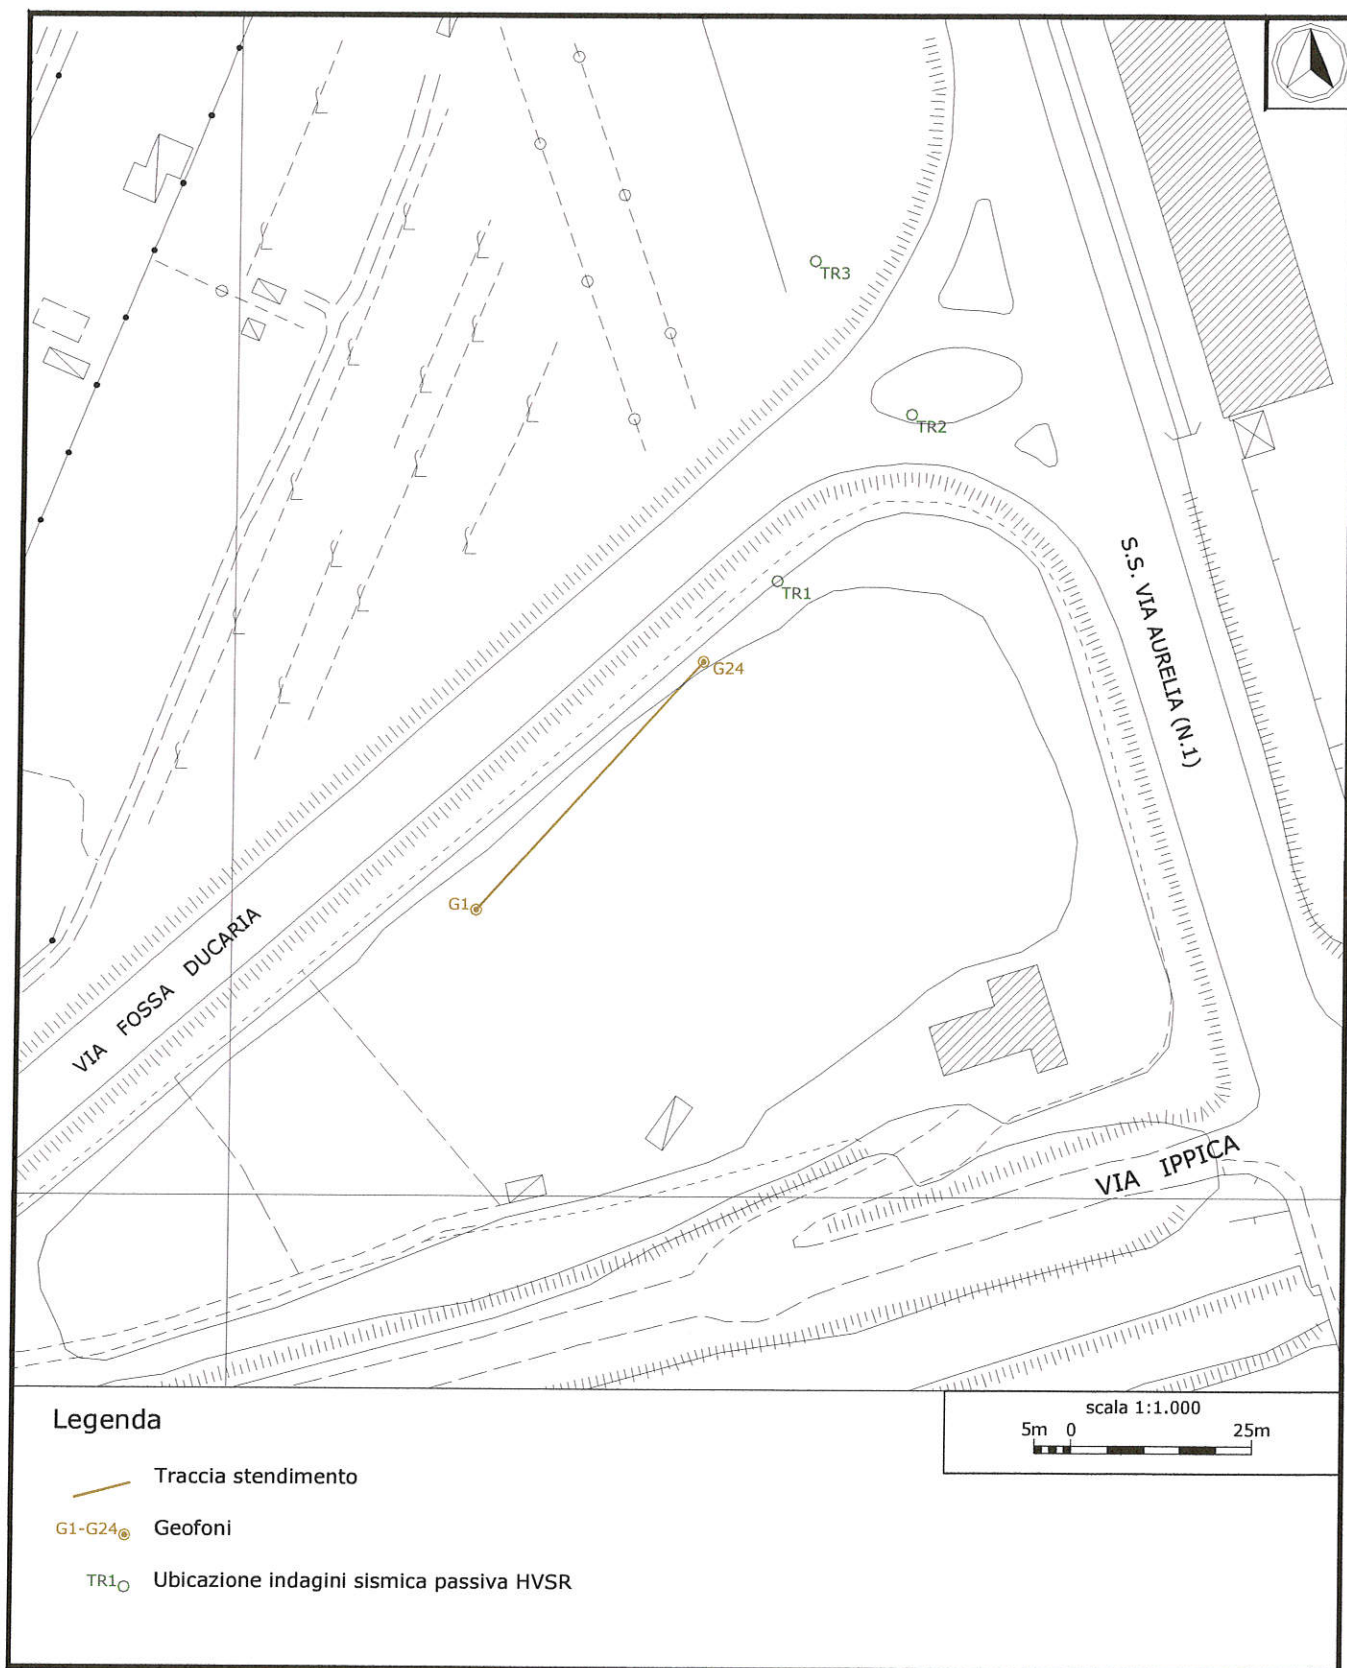 TR3
TR2
TR1
G24
G1
S.S. VIA AURELIA (N.1)
VIA FOSSA DUCARIA
VIA IPPICA
Legenda
Traccia stendimento
G1-G24 Geofoni
TR1 Ubicazione indagini sismica passiva HVSR
scala 1:1.000
5m 0 25m